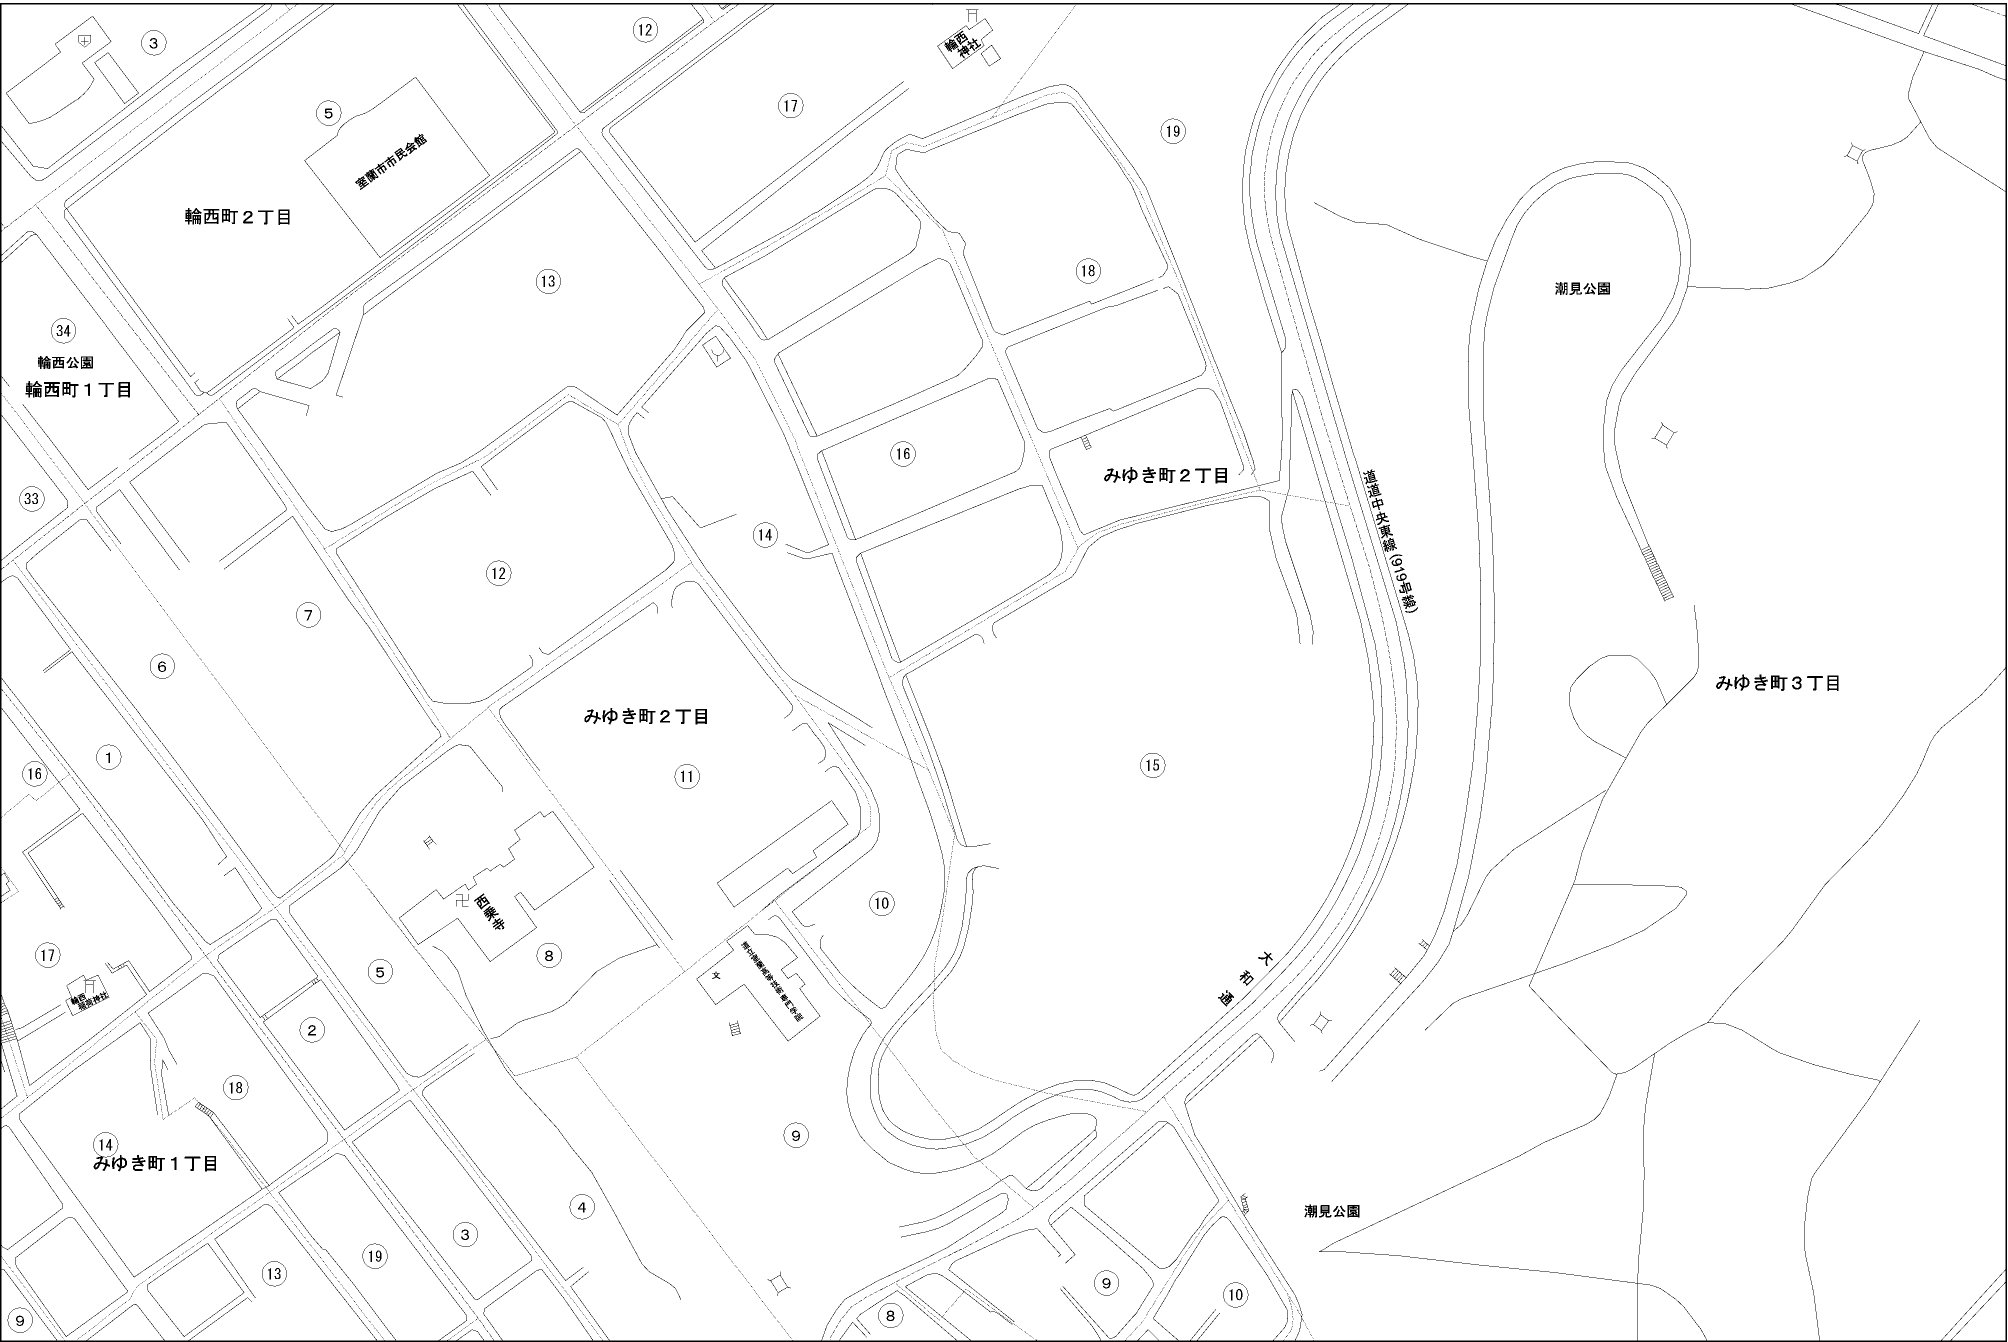 3
12
輪西
神社
5
17
19
室蘭市市民会館
輪西町２丁目
13
18
潮見公園
34
輪西公園
輪西町１丁目
16
みゆき町２丁目
33
道道中央東線(919号線)
14
12
7
6
みゆき町３丁目
みゆき町２丁目
1
16
11
15
10
西乗寺
卍
文
17
8
5
大和通
輪西
2
18
14
みゆき町１丁目
9
4
潮見公園
3
19
13
9
10
8
9